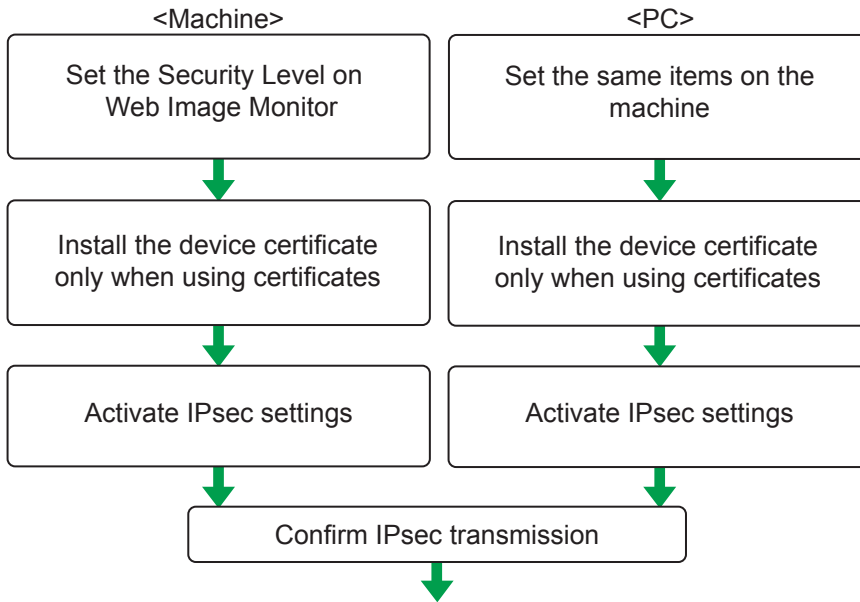 <Machine>
Set the Security Level on
Web Image Monitor
Install the device certificate
only when using certificates
Activate IPsec settings
<PC>
Set the same items on the
machine
Install the device certificate
only when using certificates
Activate IPsec settings
Confirm IPsec transmission